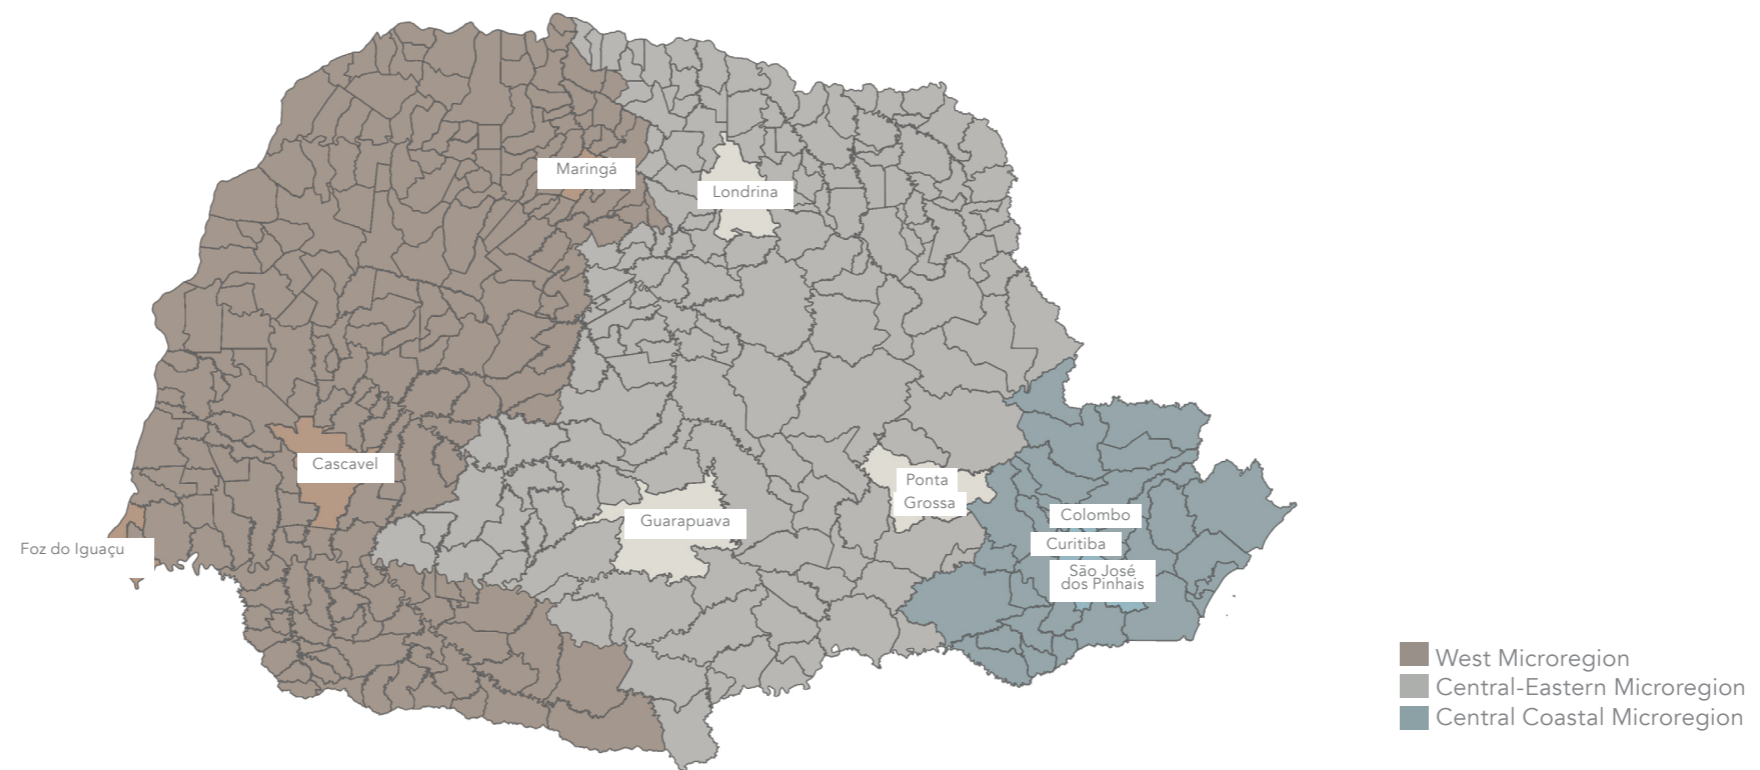 Maringá
Londrina
Cascavel
Ponta
Grossa
Guarapuava
Colombo
Curitiba
Foz do Iguaçu
São José
dos Pinhais
West Microregion
Central-Eastern Microregion
Central Coastal Microregion